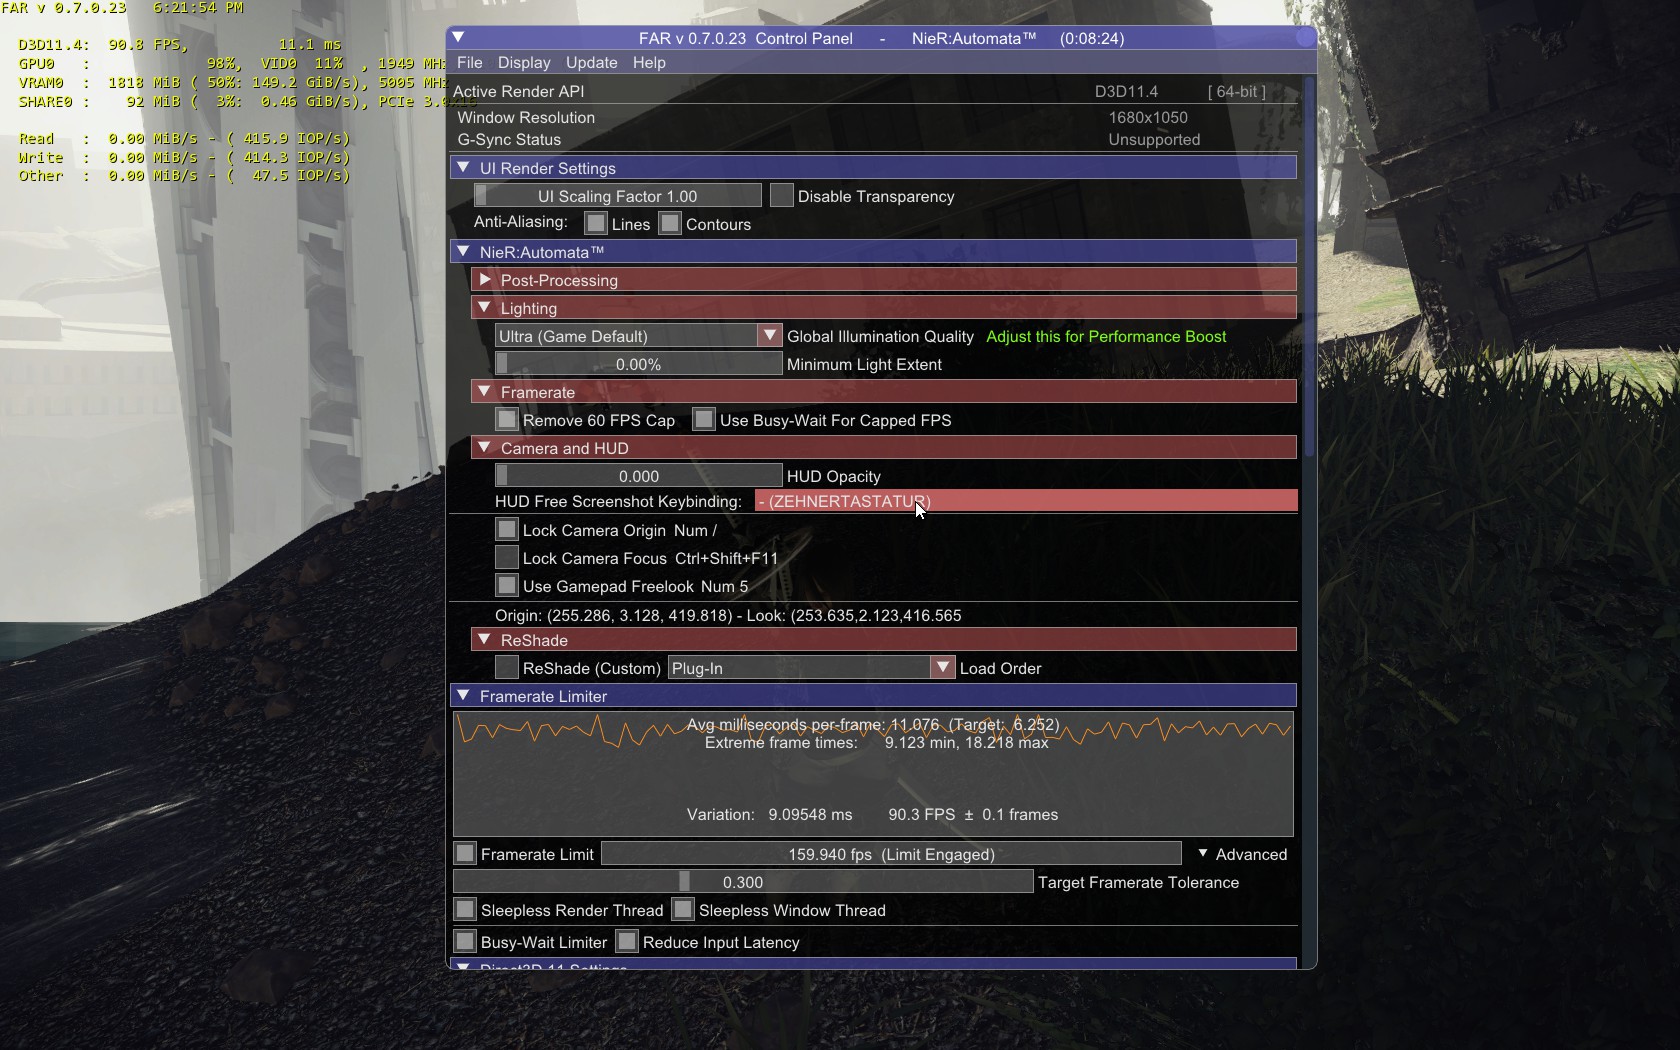 FAR v 0.7.0.23 6:21:54 PM
D3D11.4: 90.8 FPS, 11.1 ms
GPU0 : 98%, VID0 11% , 1949 MHz
VRAM0 : 1818 MiB ( 50%: 149.2 GiB/s), 5005 MHz
SHARE0 : 92 MiB ( 3%: 0.46 GiB/s), PCIe 3.0x16
Read : 0.00 MiB/s - ( 415.9 IOP/s)
Write : 0.00 MiB/s - ( 414.3 IOP/s)
Other : 0.00 MiB/s - ( 47.5 IOP/s)
FAR v 0.7.0.23 Control Panel - NieR:Automata™ (0:08:24)
File Display Update Help
Active Render API D3D11.4 [ 64-bit ]
Window Resolution 1680x1050
G-Sync Status Unsupported
UI Render Settings
UI Scaling Factor 1.00 Disable Transparency
Anti-Aliasing: Lines Contours
NieR:Automata™
Post-Processing
Lighting
Ultra (Game Default) Global Illumination Quality Adjust this for Performance Boost
0.00% Minimum Light Extent
Framerate
Remove 60 FPS Cap Use Busy-Wait For Capped FPS
Camera and HUD
0.000 HUD Opacity
HUD Free Screenshot Keybinding: - (ZEHNERTASTATUR)
Lock Camera Origin Num /
Lock Camera Focus Ctrl+Shift+F11
Use Gamepad Freelook Num 5
Origin: (255.286, 3.128, 419.818) - Look: (253.635,2.123,416.565
ReShade
ReShade (Custom) Plug-In Load Order
Framerate Limiter
Avg milliseconds per-frame: 11.076 (Target: 6.252)
Extreme frame times: 9.123 min, 18.218 max
Variation: 9.09548 ms 90.3 FPS ± 0.1 frames
Framerate Limit 159.940 fps (Limit Engaged) Advanced
0.300 Target Framerate Tolerance
Sleepless Render Thread Sleepless Window Thread
Busy-Wait Limiter Reduce Input Latency
Direct3D 11 Settings